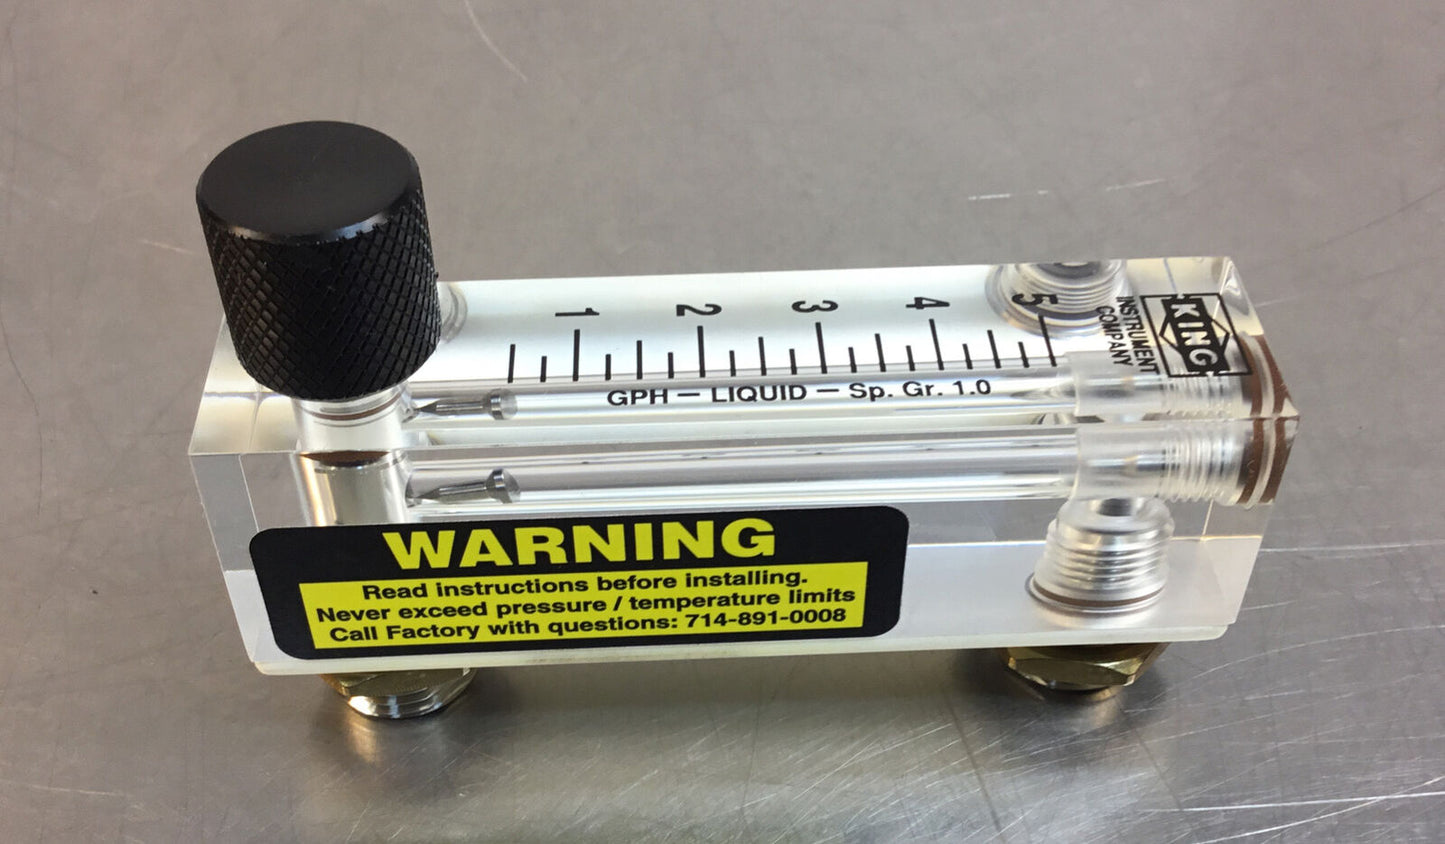 1 2 3 4 5
GPH — LIQUID — Sp. Gr. 1.0
KING
INSTRUMENT
COMPANY
WARNING
Read instructions before installing.
Never exceed pressure / temperature limits
Call Factory with questions: 714-891-0008